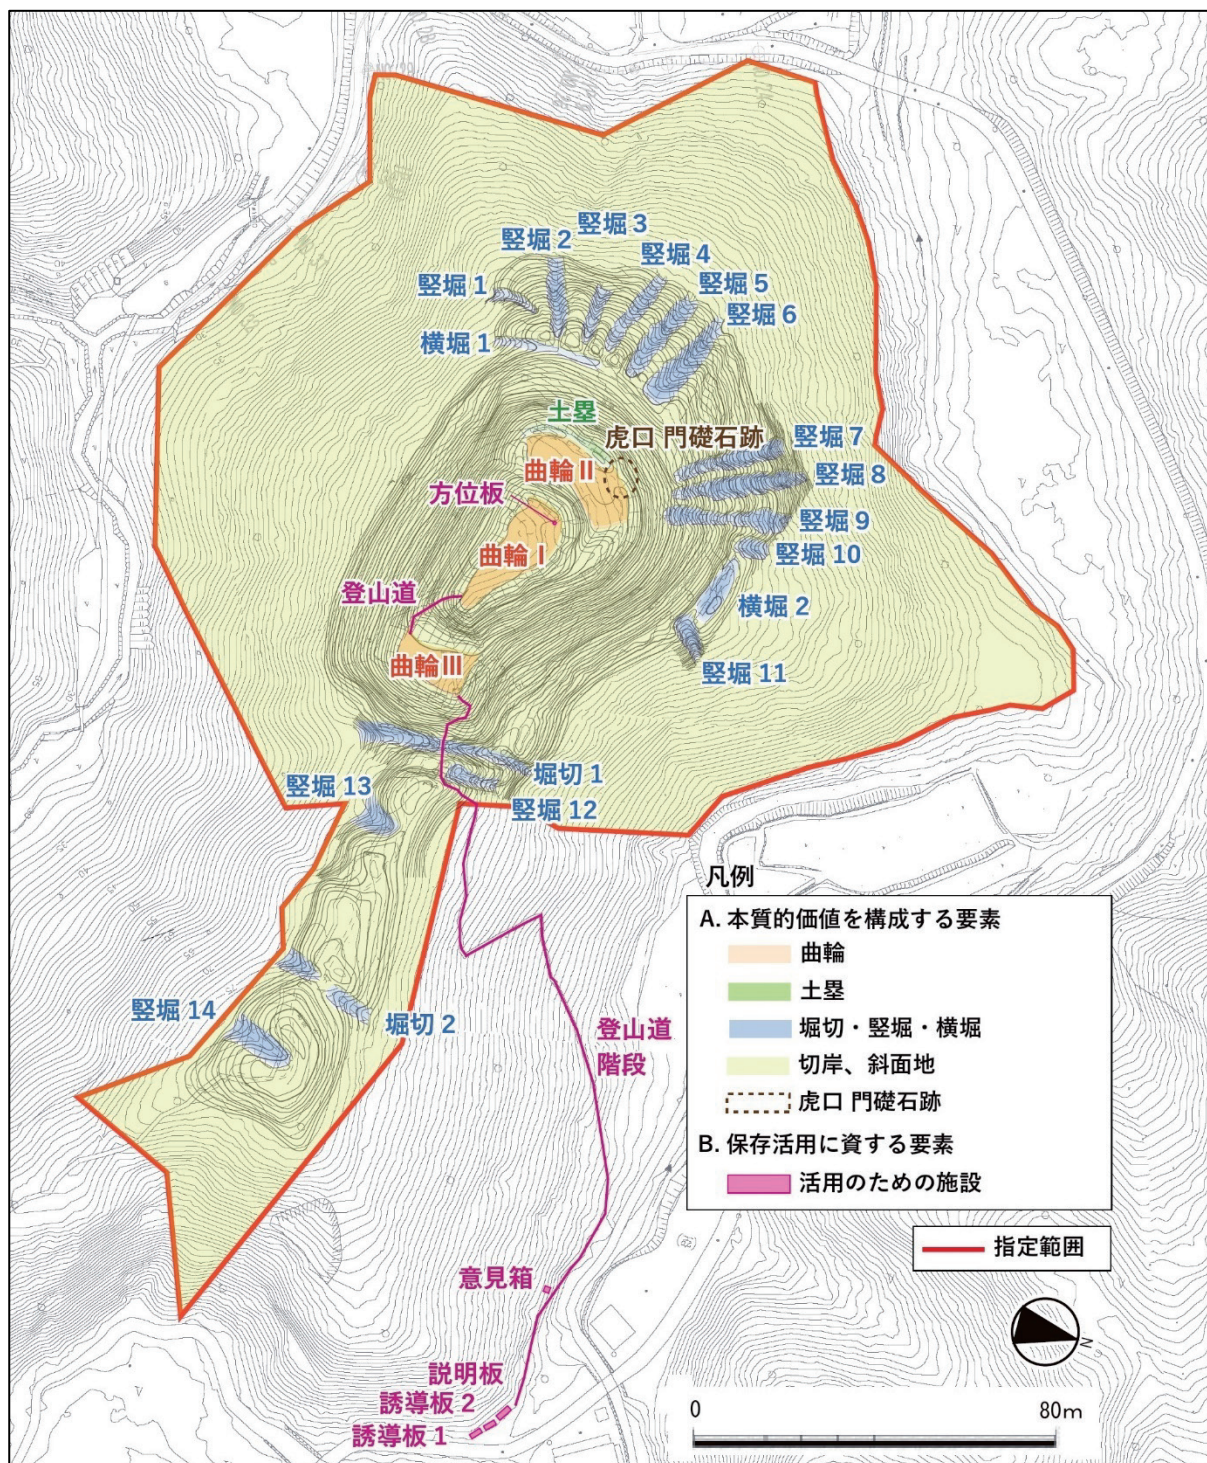 竪堀 3
竪堀 2
竪堀 4
竪堀 1
竪堀 5
竪堀 6
横堀 1
土塁
虎口 門礎石跡
竪堀 7
曲輪Ⅱ
竪堀 8
方位板
竪堀 9
曲輪Ⅰ
竪堀 10
登山道
横堀 2
曲輪Ⅲ
竪堀 11
堀切 1
竪堀 13
竪堀 12
竪堀 14
堀切 2
登山道
階段
意見箱
説明板
誘導板 2
誘導板 1
凡例
A. 本質的価値を構成する要素
曲輪
土塁
堀切・竪堀・横堀
切岸、斜面地
虎口 門礎石跡
B. 保存活用に資する要素
活用のための施設
指定範囲
N
0 80m